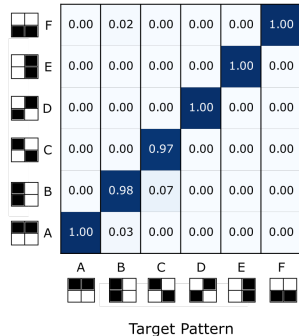 F 0.00 0.02 0.00 0.00 0.00 1.00
E 0.00 0.00 0.00 0.00 1.00 0.00
D 0.00 0.00 0.00 1.00 0.00 0.00
C 0.00 0.00 0.97 0.00 0.00 0.00
B 0.00 0.98 0.07 0.00 0.00 0.00
A 1.00 0.03 0.00 0.00 0.00 0.00
A B C D E F
Target Pattern